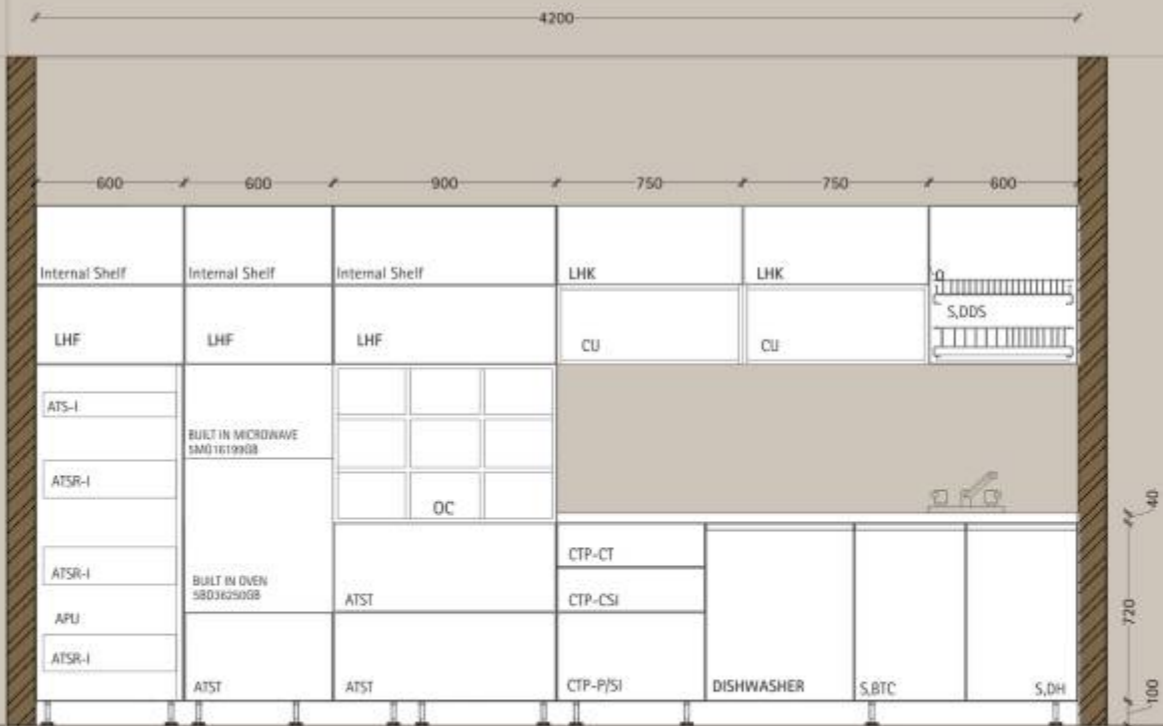 4200
600 600 900 750 750 600
Internal Shelf Internal Shelf Internal Shelf LHK LHK
S,DDS
LHF LHF LHF CU CU
ATS-I
BUILT IN MICROWAVE
ATSR-I
OC
40
CTP-CT
ATSR-I
BUILT IN OVEN
ATST CTP-CSI
APU
720
ATSR-I
ATST ATST CTP-P/SI DISHWASHER S,BTC S,DH
100